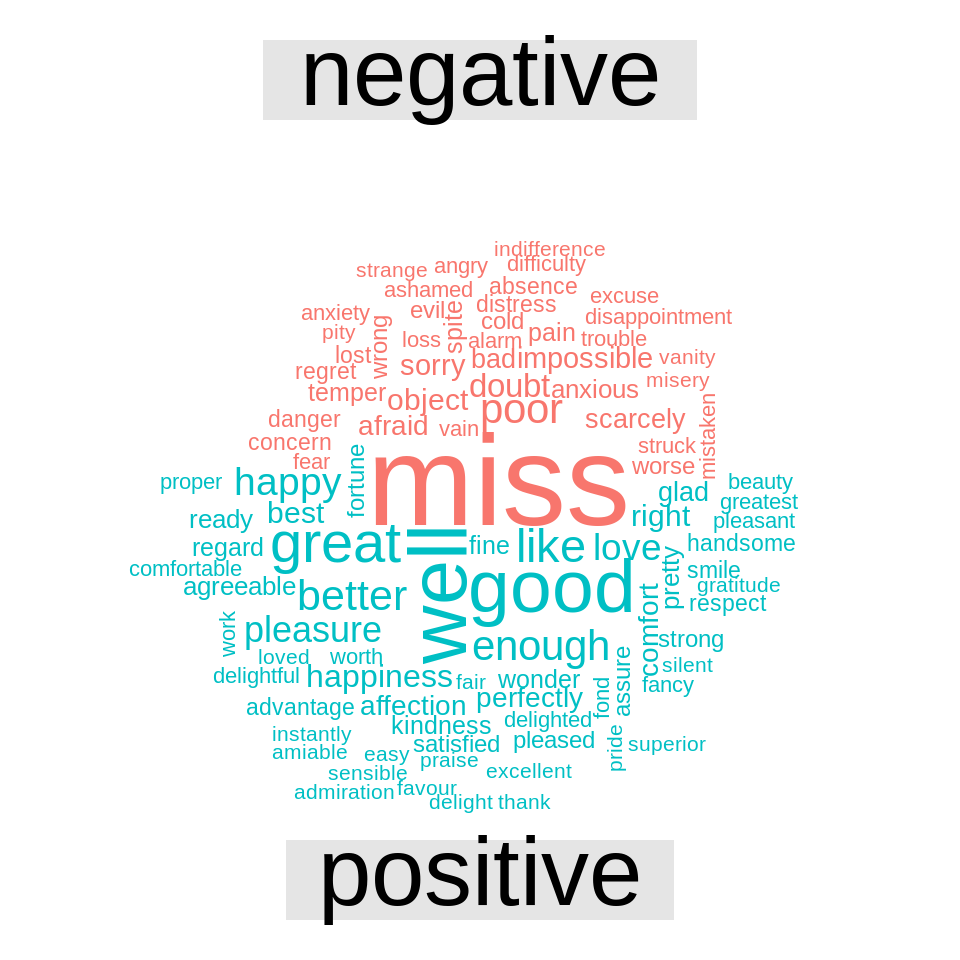 negative
indifference
strange
angry
difficulty
ashamed
absence
anxiety
evil
spite
distress
excuse
pity
wrong
loss
cold
alarm
pain
trouble
disappointment
lost
sorry
bad
impossible
vanity
regret
temper
object
doubt
anxious
misery
danger
afraid
vain
poor
scarcely
mistaken
concern
fear
struck
worse
miss
proper
happy
fortune
glad
beauty
greatest
ready
best
right
pleasant
regard
great
well
fine
like
love
handsome
comfortable
agreeable
better
good
pretty
smile
gratitude
respect
work
pleasure
enough
comfort
strong
loved
worth
silent
delightful
happiness
fair
wonder
fond
assure
fancy
advantage
affection
perfectly
kindness
delighted
instantly
amiable
satisfied
pleased
pride
superior
easy
praise
sensible
excellent
admiration
favour
delight
thank
positive